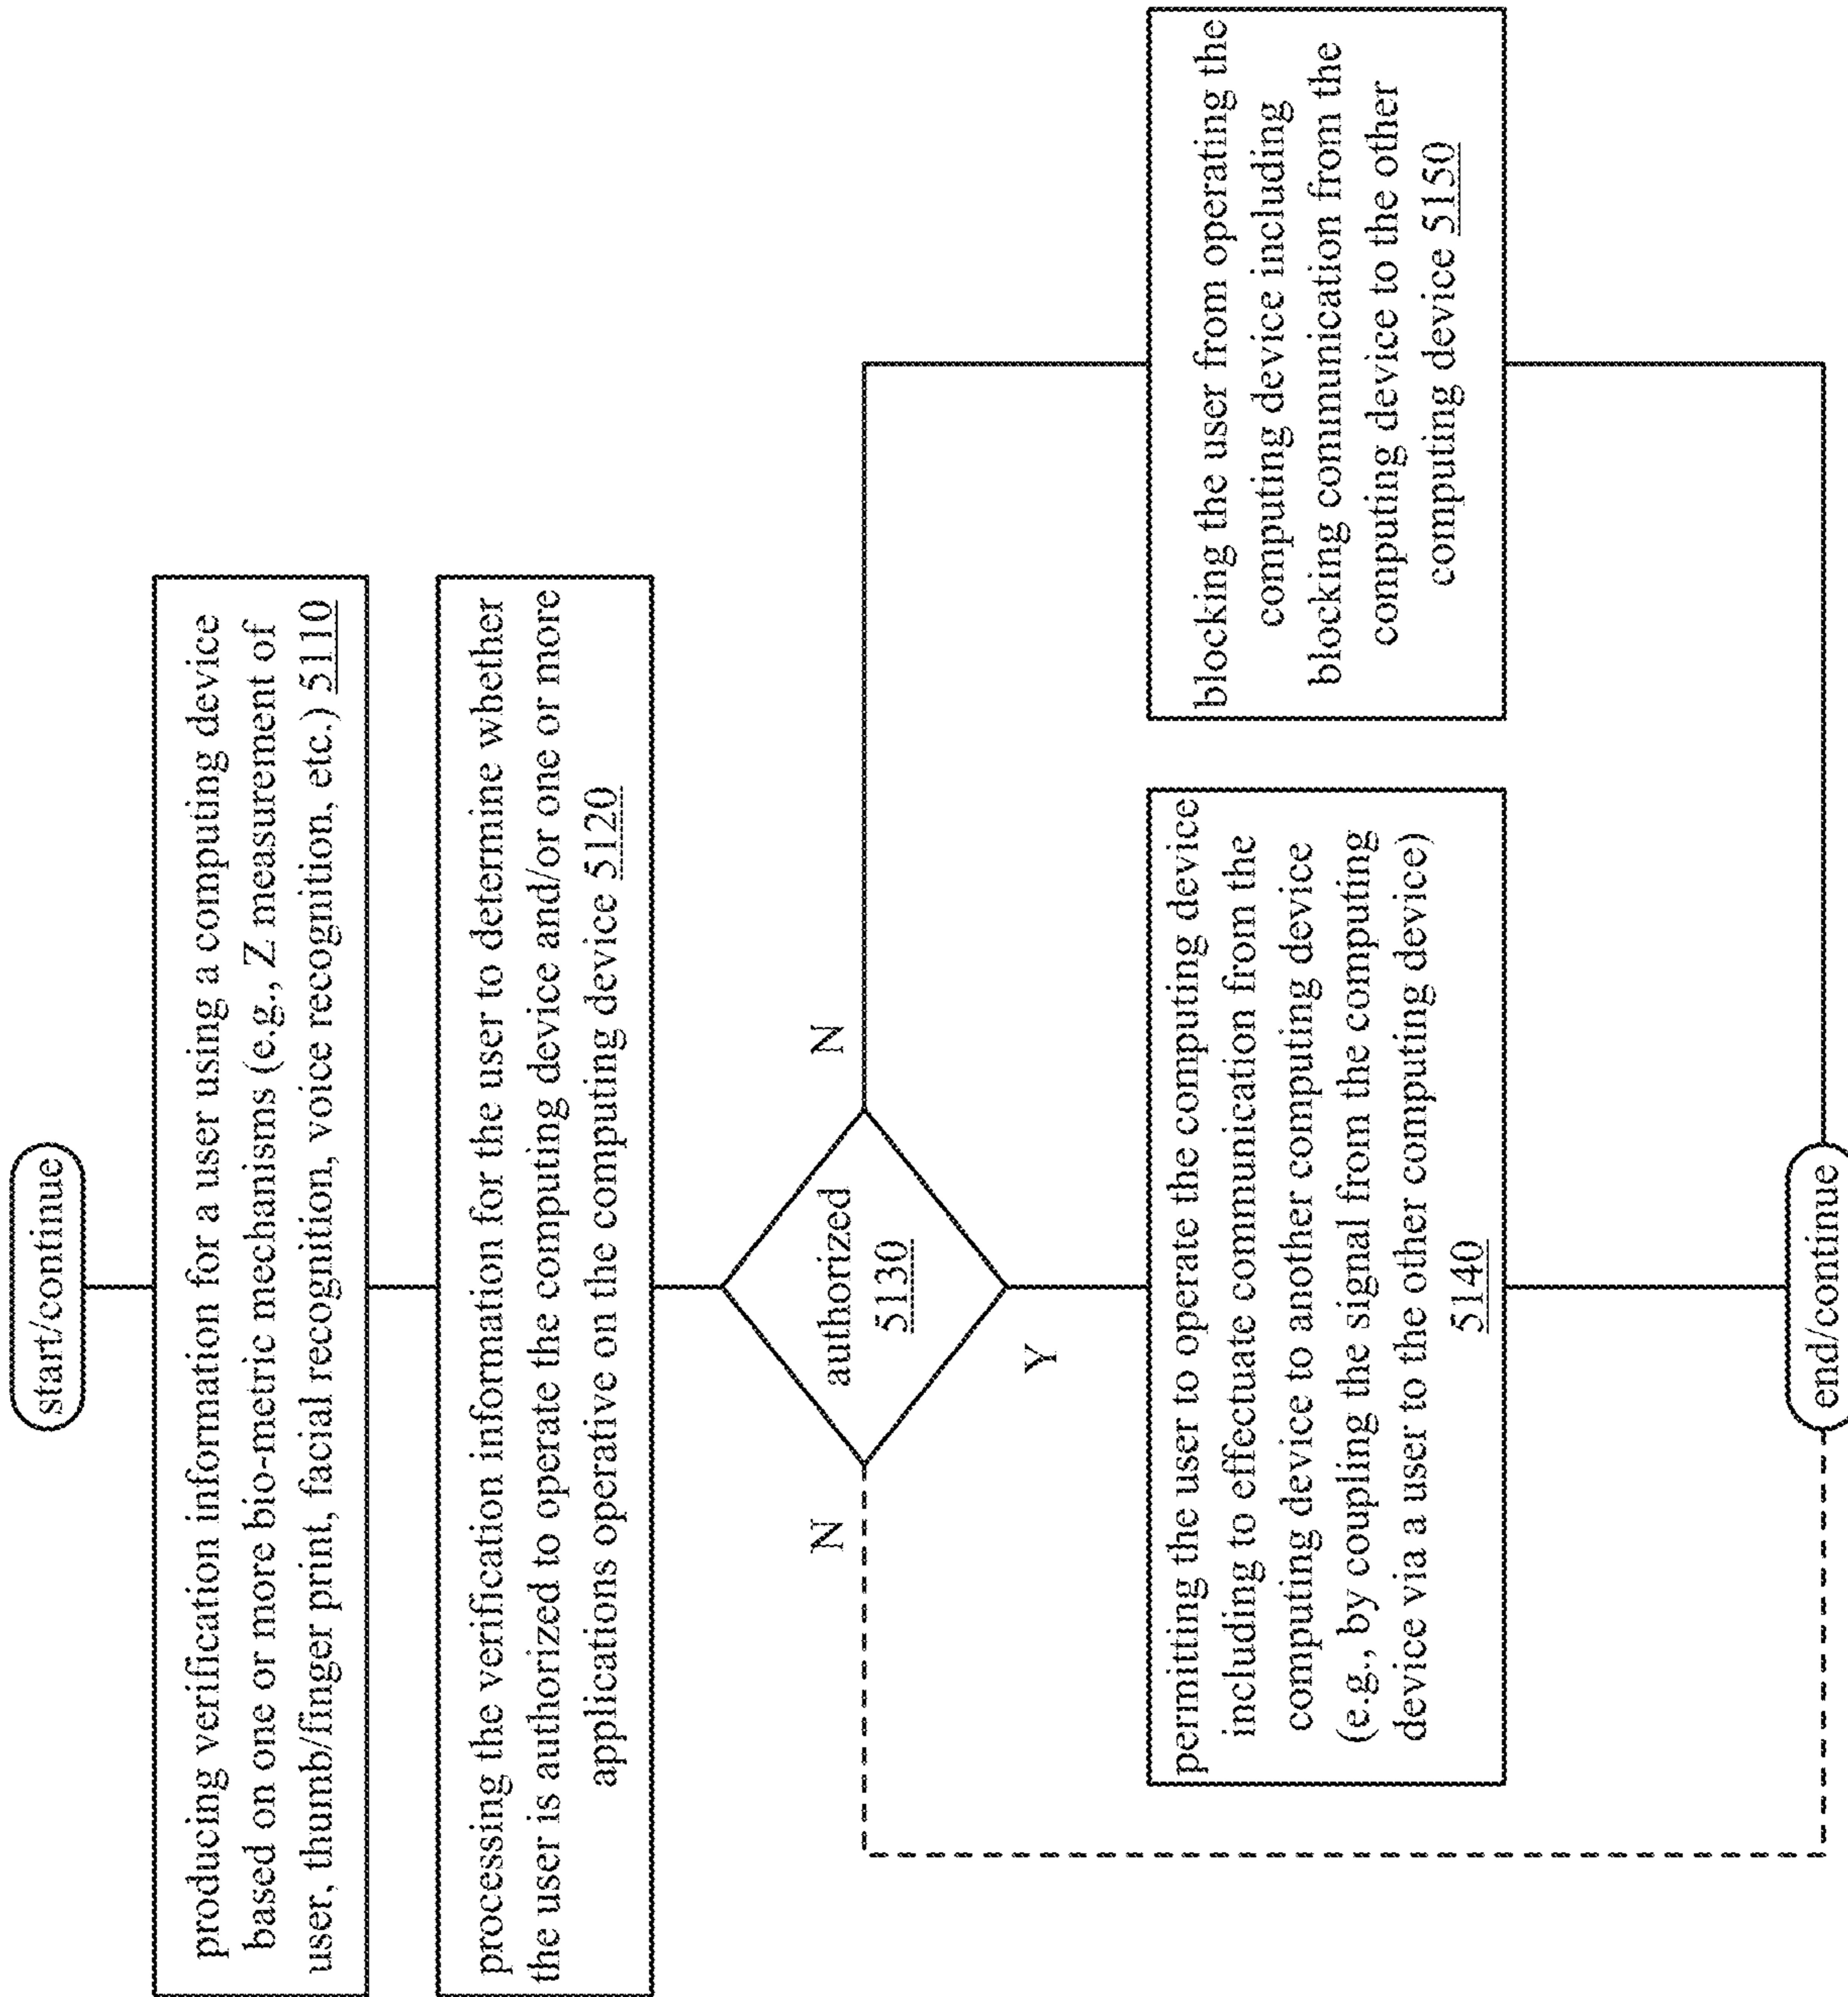 start/continue
producing verification information for a user using a computing device
based on one or more bio-metric mechanisms (e.g., Z measurement of
user, thumb/finger print, facial recognition, voice recognition, etc.) 5110
processing the verification information for the user to determine whether
the user is authorized to operate the computing device and/or one or more
applications operative on the computing device 5120
N
authorized
5130
N
Y
permiting the user to operate the computing device
including to effectuate communication from the
computing device to another computing device
(e.g., by coupling the signal from the computing
device via a user to the other computing device)
5140
blocking the user from operating the
computing device including
blocking communication from the
computing device to the other
computing device 5150
end/continue